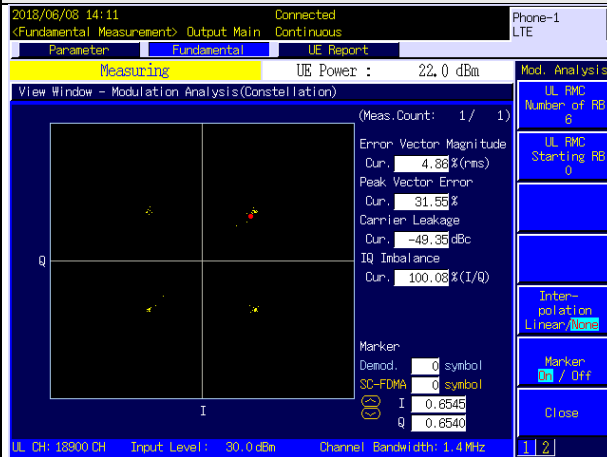 2018/06/08 14:11 Connected Phone-1
<Fundamental Measurement> Output Main Continuous LTE
Parameter Fundamental UE Report
Measuring UE Power : 22.0 dBm Mod. Analysis
View Window - Modulation Analysis(Constellation)
UL RMC
Number of RB
6
(Meas.Count: 1/ 1)
Error Vector Magnitude
Cur. 4.86 %(rms)
Peak Vector Error
Cur. 31.55 %
Carrier Leakage
Cur. -49.35 dBc
IQ Imbalance
Cur. 100.08 %(I/Q)
UL RMC
Starting RB
0
Q
I
Inter-
polation
Linear/None
Marker
Demod. 0 symbol
SC-FDMA 0 symbol
I 0.6545
Q 0.6540
Marker
On / Off
Close
UL CH: 18900 CH Input Level: 30.0 dBm Channel Bandwidth: 1.4 MHz
1 2